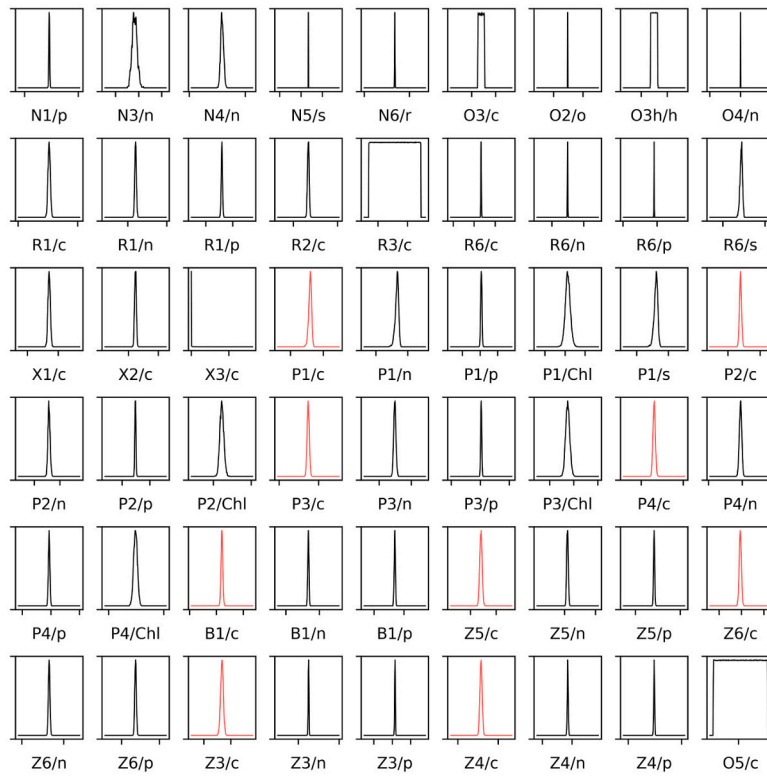 N1/p N3/n N4/n N5/s N6/r O3/c O2/o O3h/h O4/n
R1/c R1/n R1/p R2/c R3/c R6/c R6/n R6/p R6/s
X1/c X2/c X3/c P1/c P1/n P1/p P1/Chl P1/s P2/c
P2/n P2/p P2/Chl P3/c P3/n P3/p P3/Chl P4/c P4/n
P4/p P4/Chl B1/c B1/n B1/p Z5/c Z5/n Z5/p Z6/c
Z6/n Z6/p Z3/c Z3/n Z3/p Z4/c Z4/n Z4/p O5/c